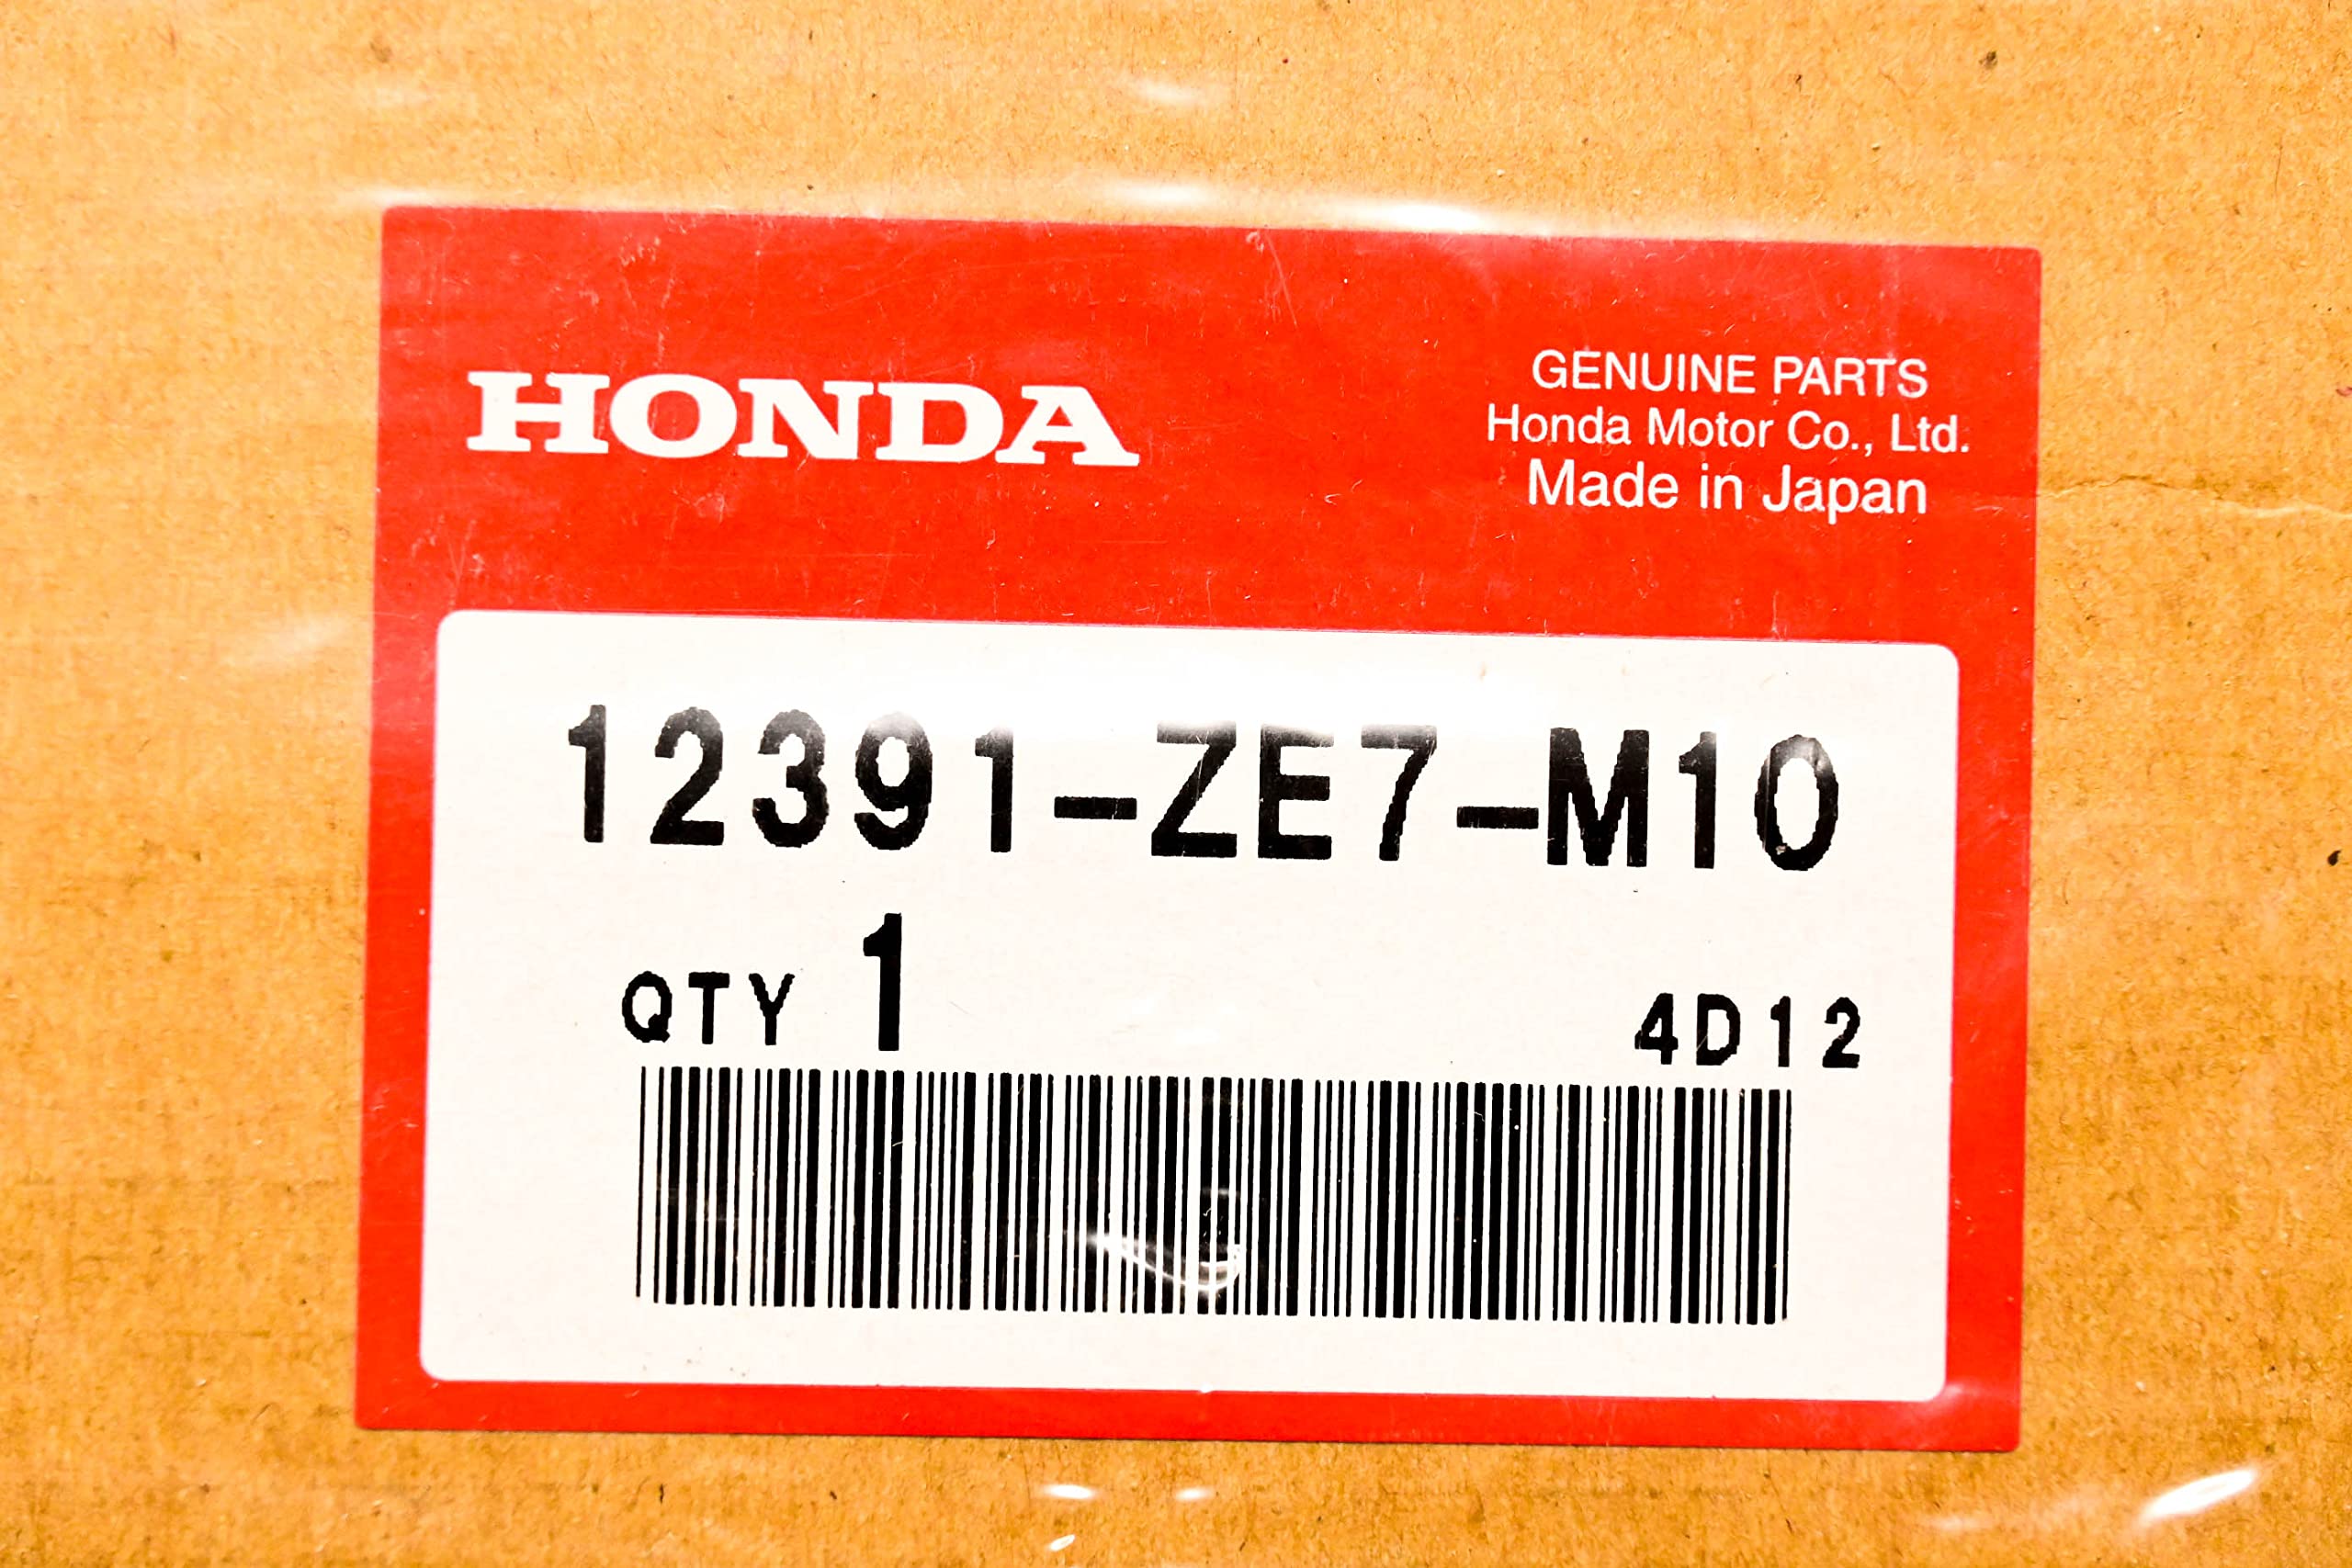 HONDA
GENUINE PARTS
Honda Motor Co., Ltd.
Made in Japan
12391-ZE7-M10
QTY 1
4D12